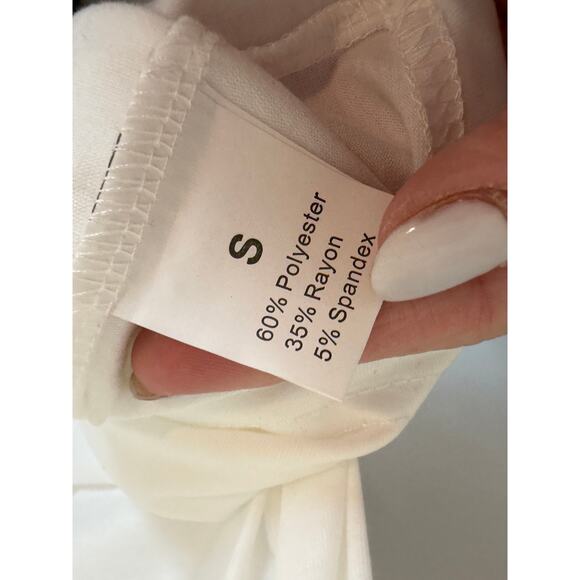 S
60% Polyester
35% Rayon
5% Spandex